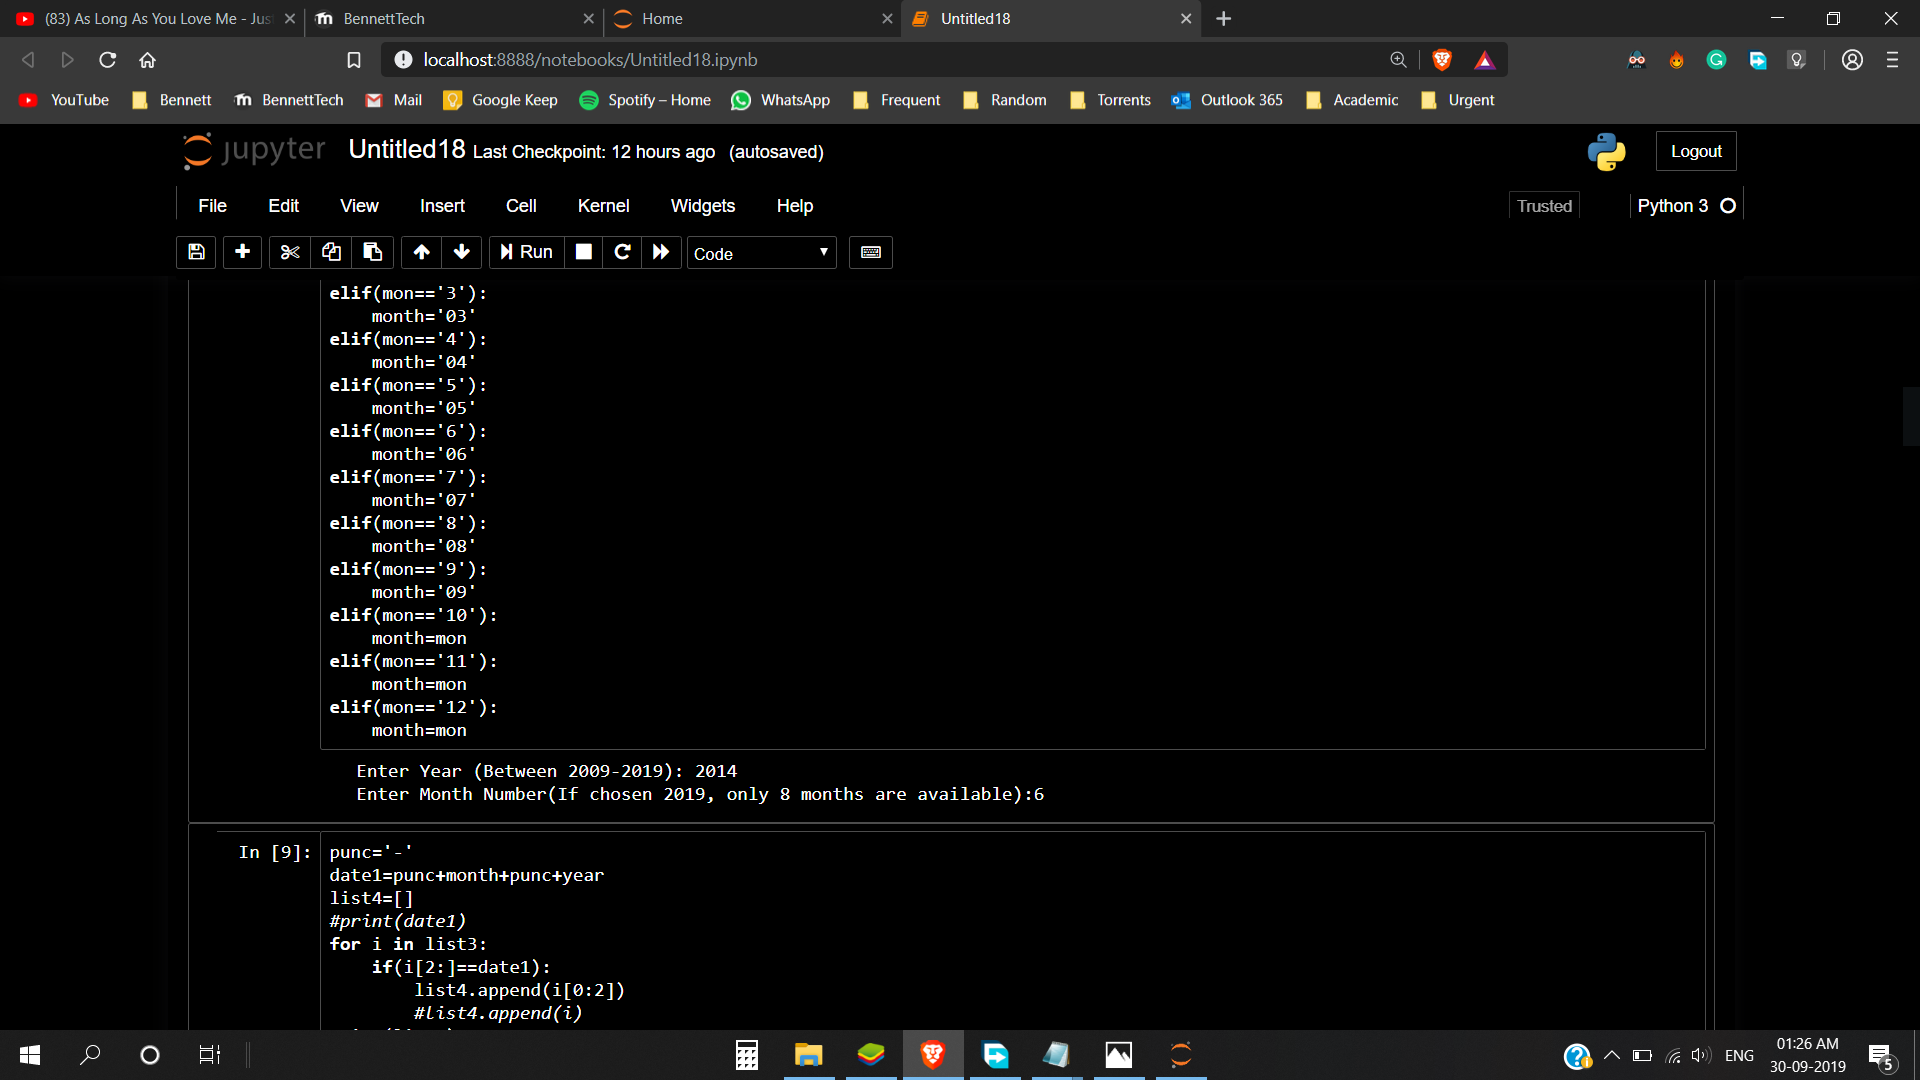 (83) As Long As You Love Me - Jus
BennettTech
Home
Untitled18
localhost:8888/notebooks/Untitled18.ipynb
YouTube
Bennett
BennettTech
Mail
Google Keep
Spotify – Home
WhatsApp
Frequent
Random
Torrents
Outlook 365
Academic
Urgent
jupyter
Untitled18 Last Checkpoint: 12 hours ago (autosaved)
Logout
File
Edit
View
Insert
Cell
Kernel
Widgets
Help
Trusted
Python 3
Run
Code
elif(mon=='3'):
    month='03'
elif(mon=='4'):
    month='04'
elif(mon=='5'):
    month='05'
elif(mon=='6'):
    month='06'
elif(mon=='7'):
    month='07'
elif(mon=='8'):
    month='08'
elif(mon=='9'):
    month='09'
elif(mon=='10'):
    month=mon
elif(mon=='11'):
    month=mon
elif(mon=='12'):
    month=mon
Enter Year (Between 2009-2019): 2014
Enter Month Number(If chosen 2019, only 8 months are available):6
In [9]:
punc='-'
date1=punc+month+punc+year
list4=[]
#print(date1)
for i in list3:
    if(i[2:]==date1):
        list4.append(i[0:2])
        #list4.append(i)
ENG
01:26 AM
30-09-2019
5